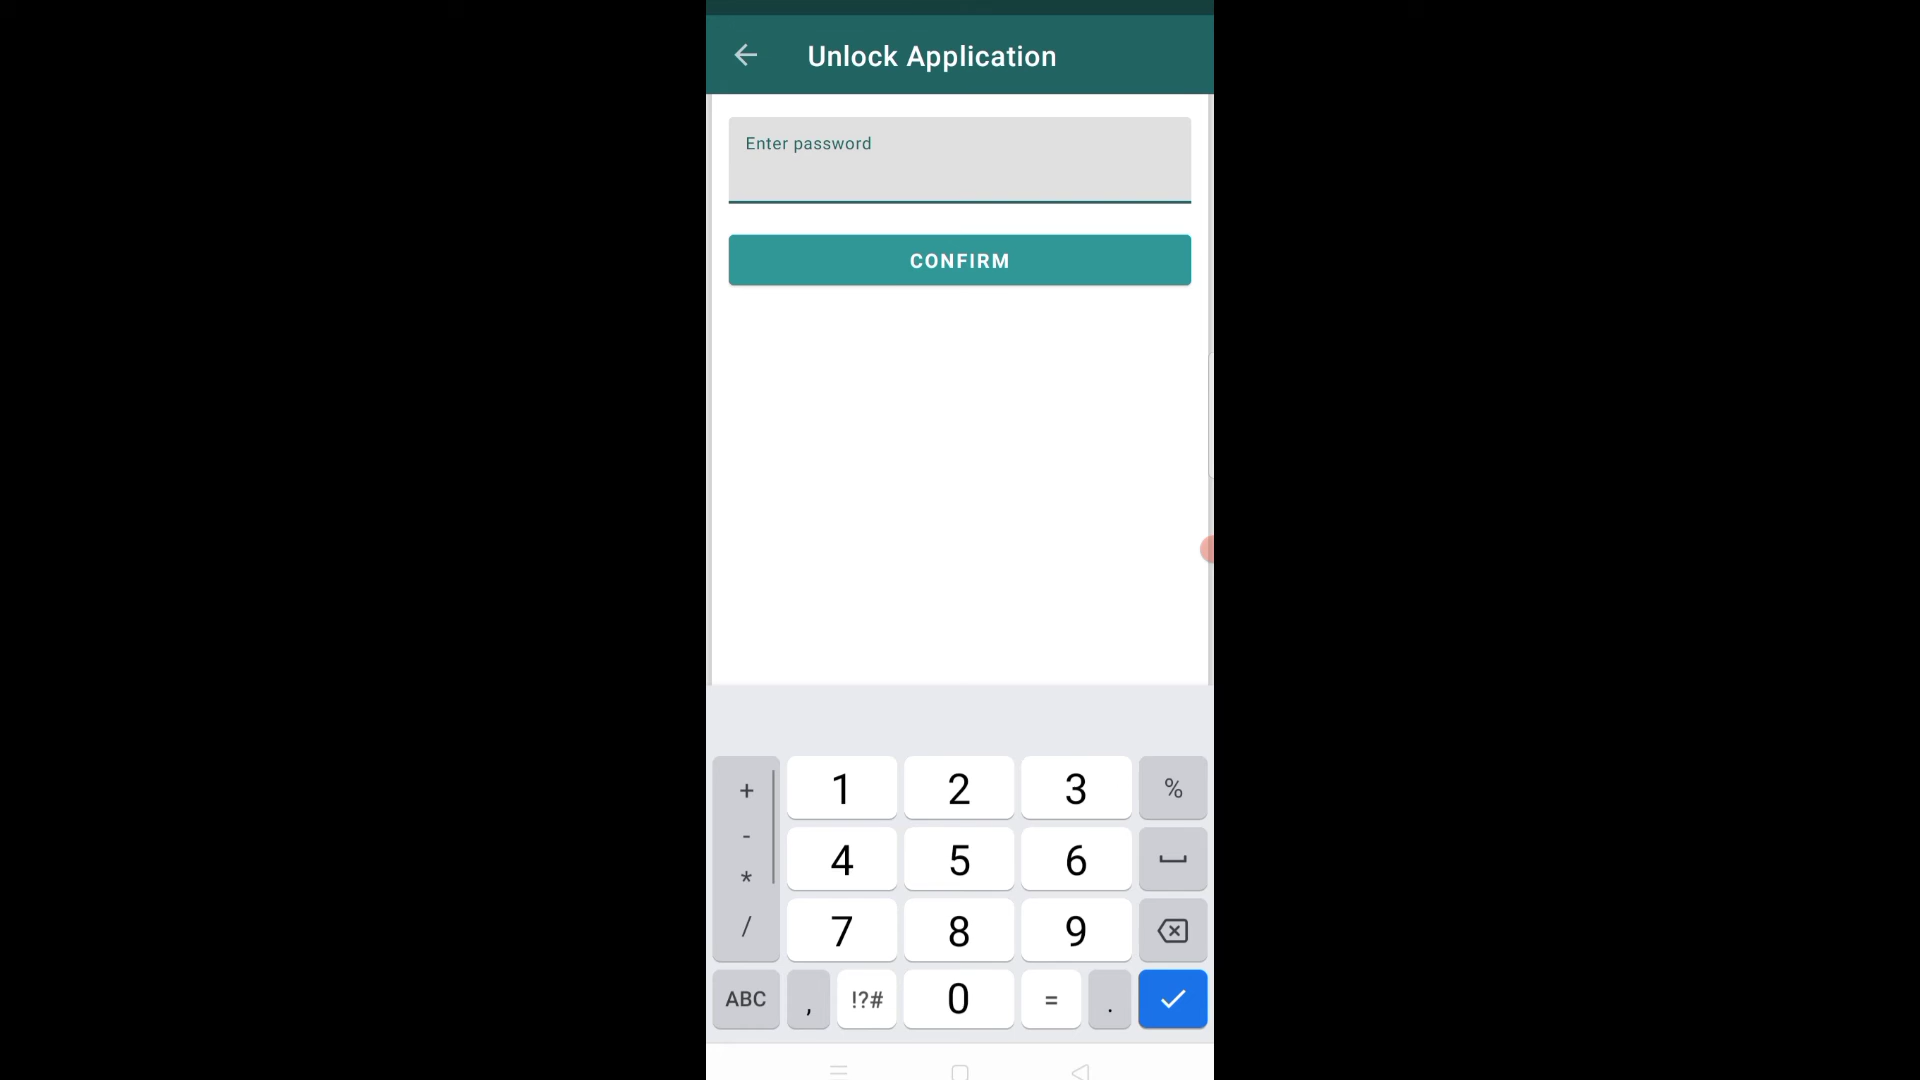 Unlock Application
Enter password
CONFIRM
+ 1 2 3 %
- 4 5 6
*
/ 7 8 9
ABC , !?# 0 = .